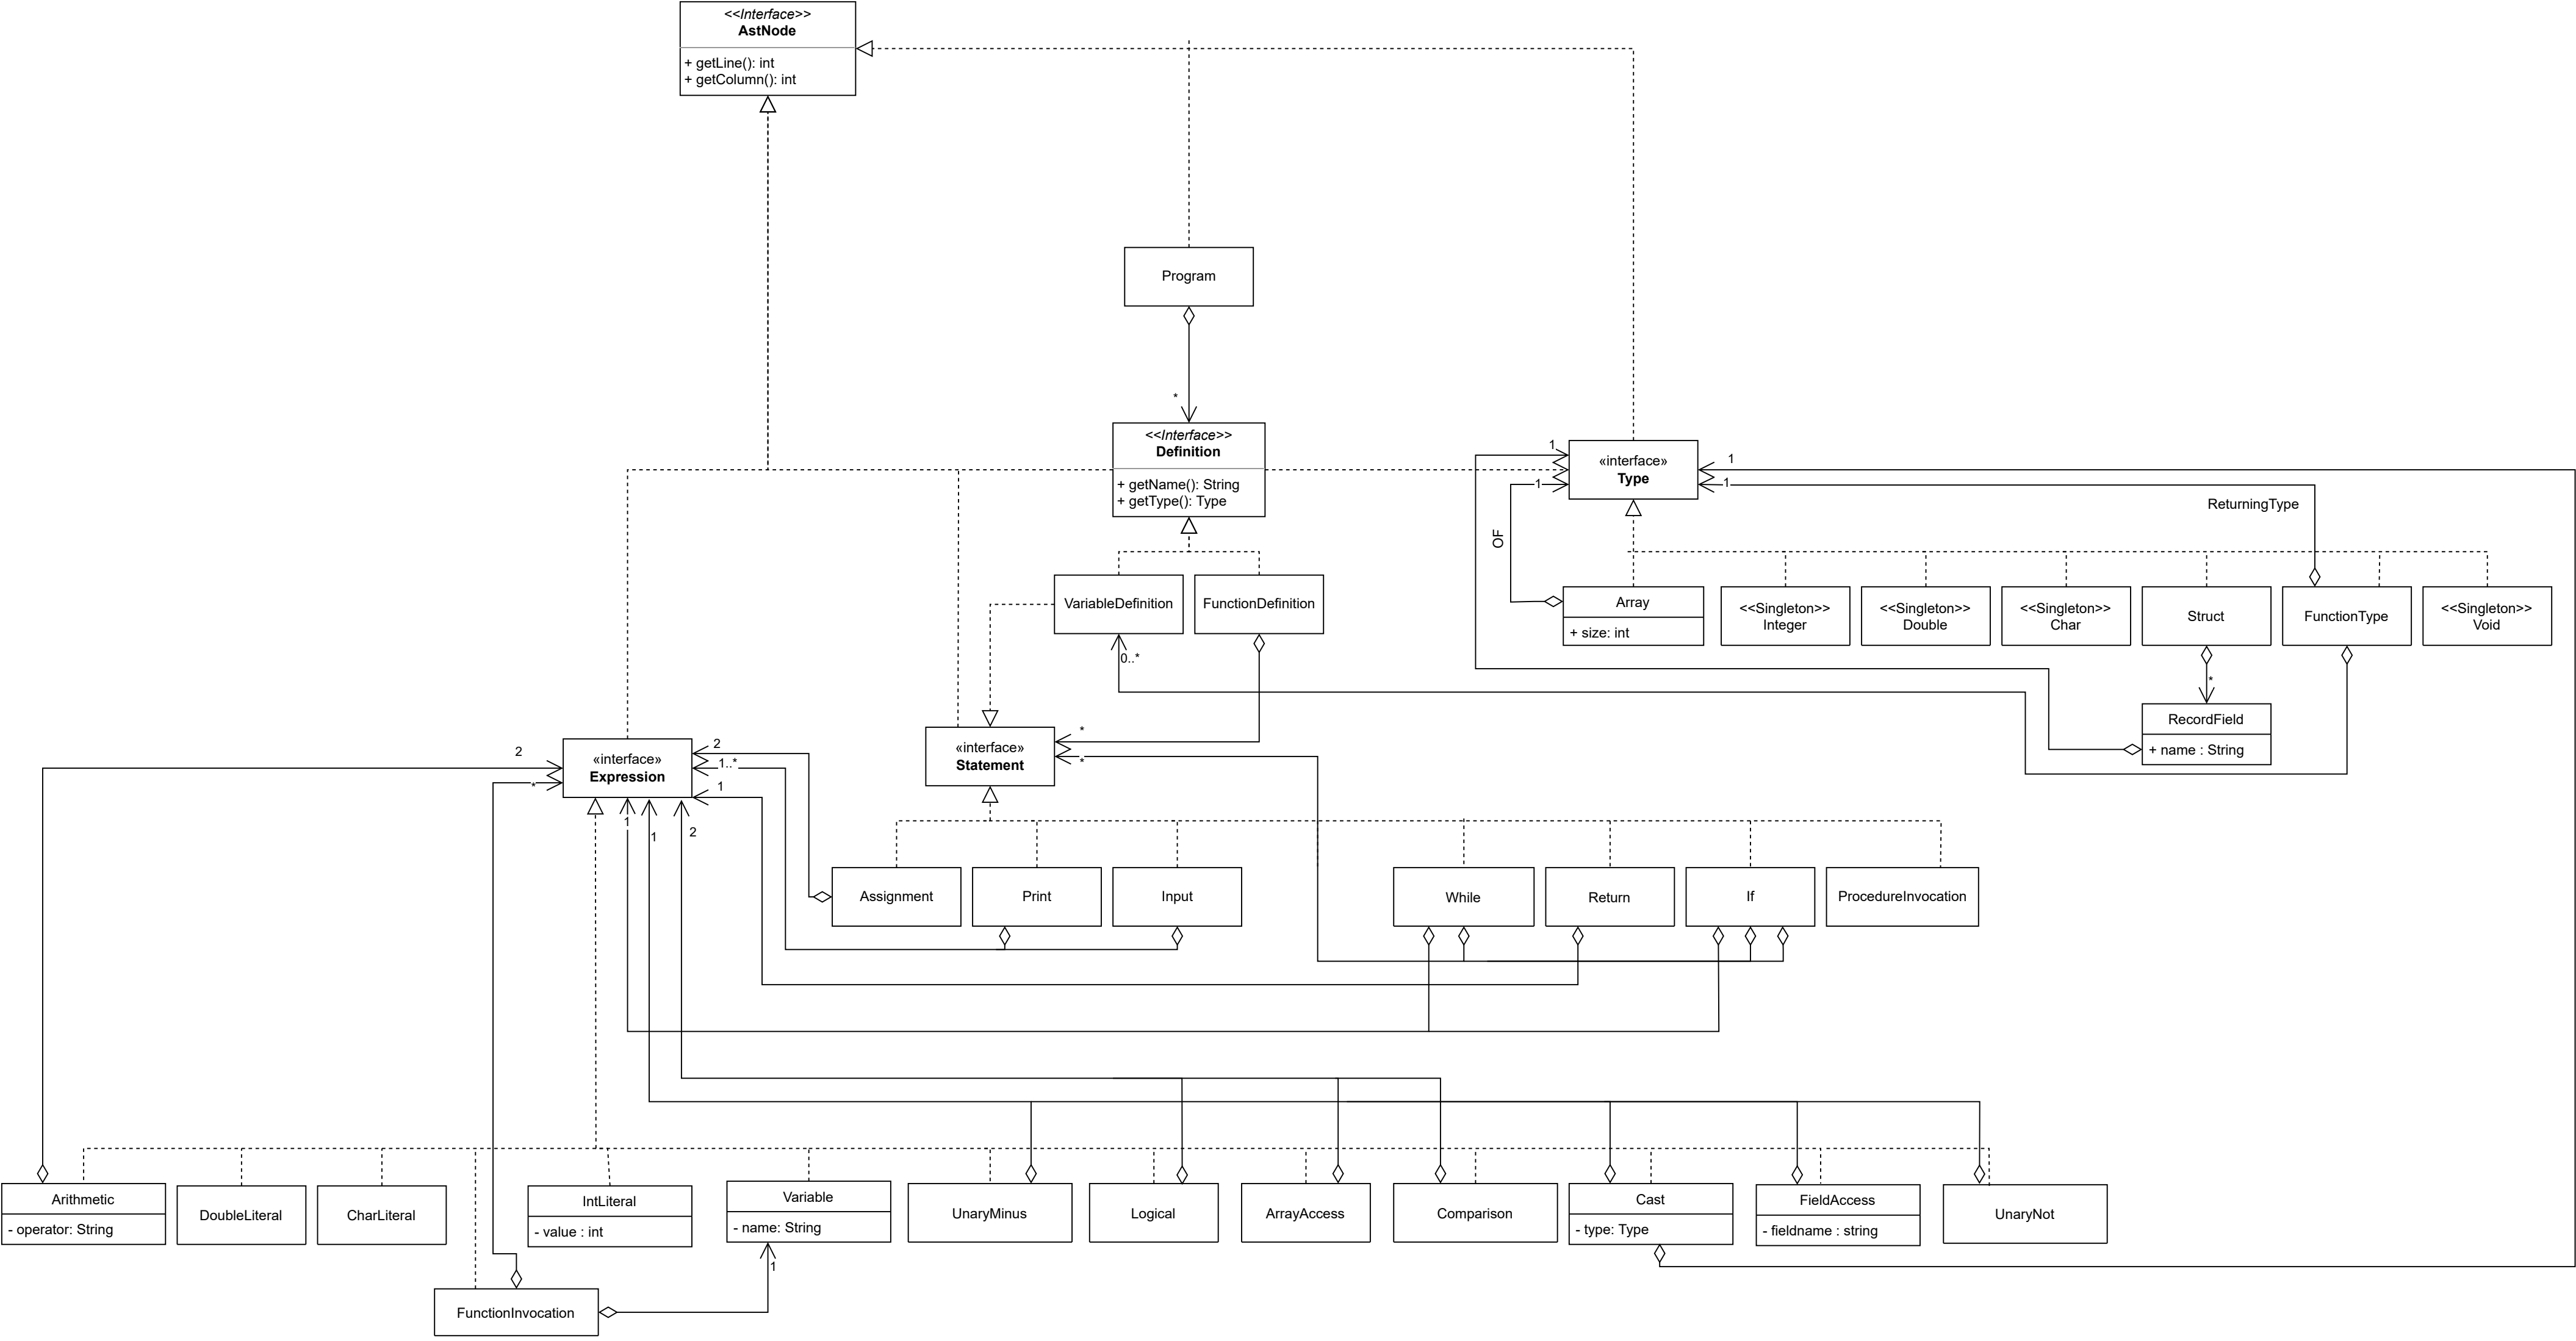 <<Interface>>
AstNode
+ getLine(): int
+ getColumn(): int
Program
*
<<Interface>>
Definition
+ getName(): String
+ getType(): Type
1
«interface»
Type
1
1
1
ReturningType
OF
VariableDefinition
FunctionDefinition
Array
+ size: int
<<Singleton>>
Integer
<<Singleton>>
Double
<<Singleton>>
Char
Struct
FunctionType
<<Singleton>>
Void
0..*
*
RecordField
+ name : String
2
«interface»
Expression
2
1..*
1
*
1
1
2
«interface»
Statement
*
*
Assignment
Print
Input
While
Return
If
ProcedureInvocation
Arithmetic
- operator: String
DoubleLiteral
CharLiteral
IntLiteral
- value : int
Variable
- name: String
UnaryMinus
Logical
ArrayAccess
Comparison
Cast
- type: Type
FieldAccess
- fieldname : string
UnaryNot
1
FunctionInvocation